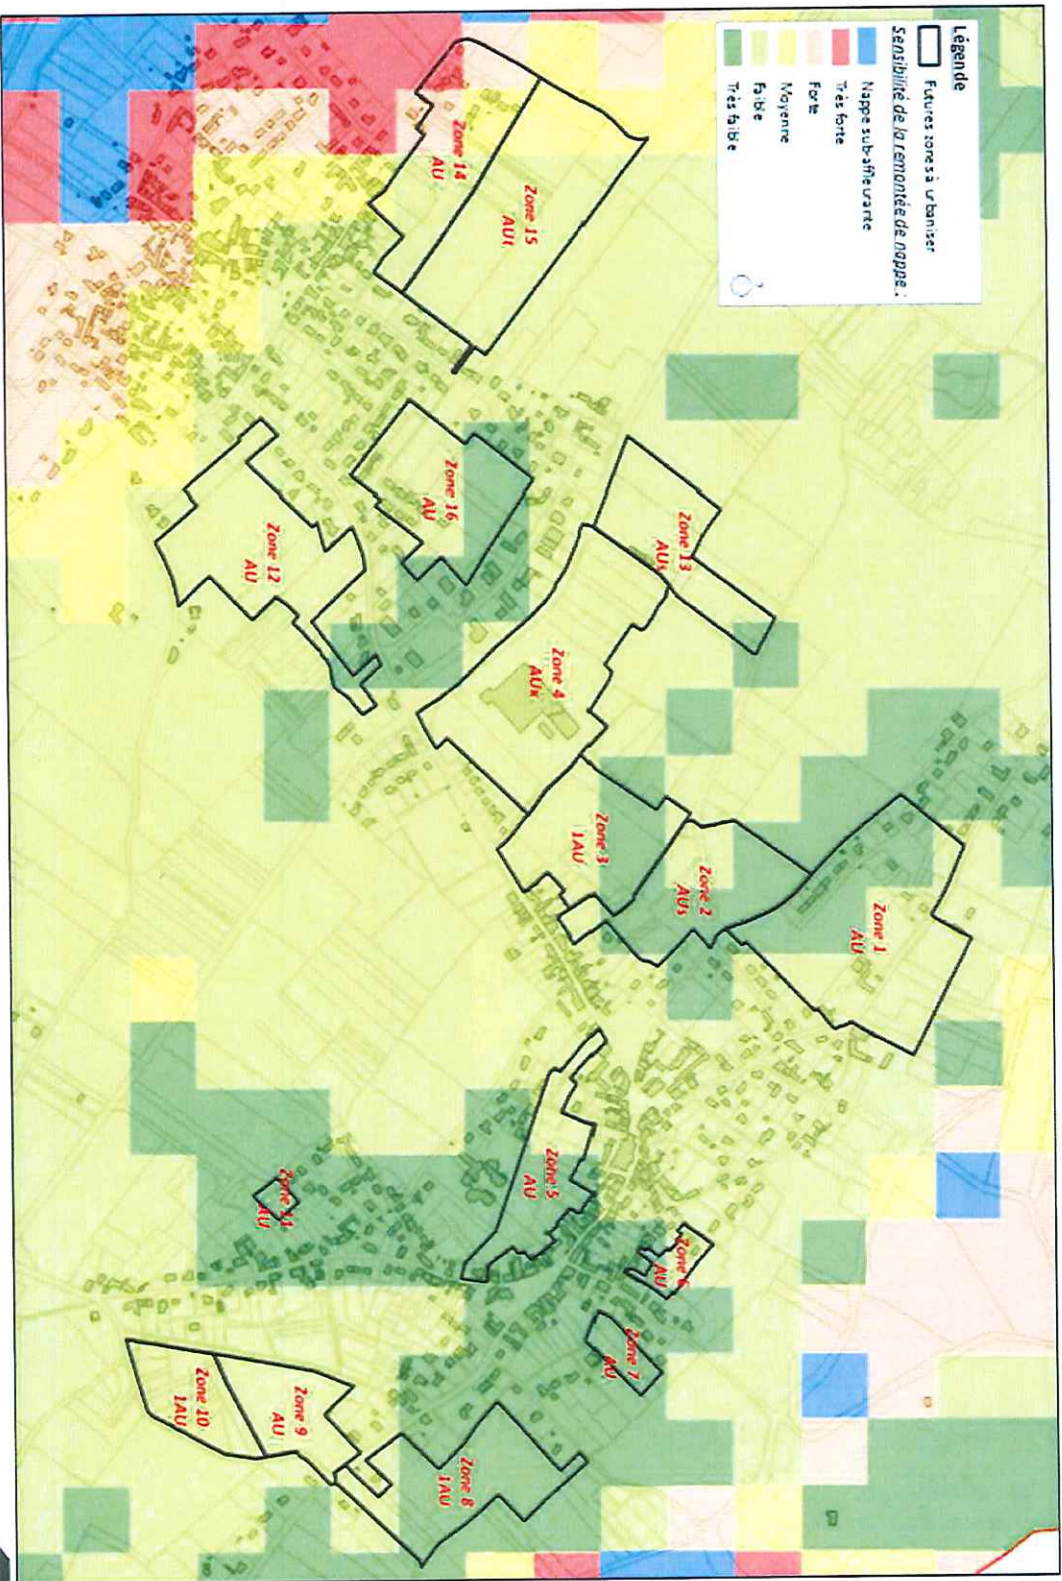 Légende
Futures zones à urbaniser
Sensibilité de la remontée de nappe :
Nappe sub-affleurante
Très forte
Forte
Moyenne
Faible
Très faible
Zone 14
AU
Zone 15
AUt
Zone 16
AU
Zone 12
AU
Zone 13
AUs
Zone 4
AUx
Zone 3
1AU
Zone 2
AUs
Zone 1
AU
Zone 5
AU
Zone 6
AU
Zone 7
AU
Zone 11
AU
Zone 8
1AU
Zone 9
AU
Zone 10
1AU